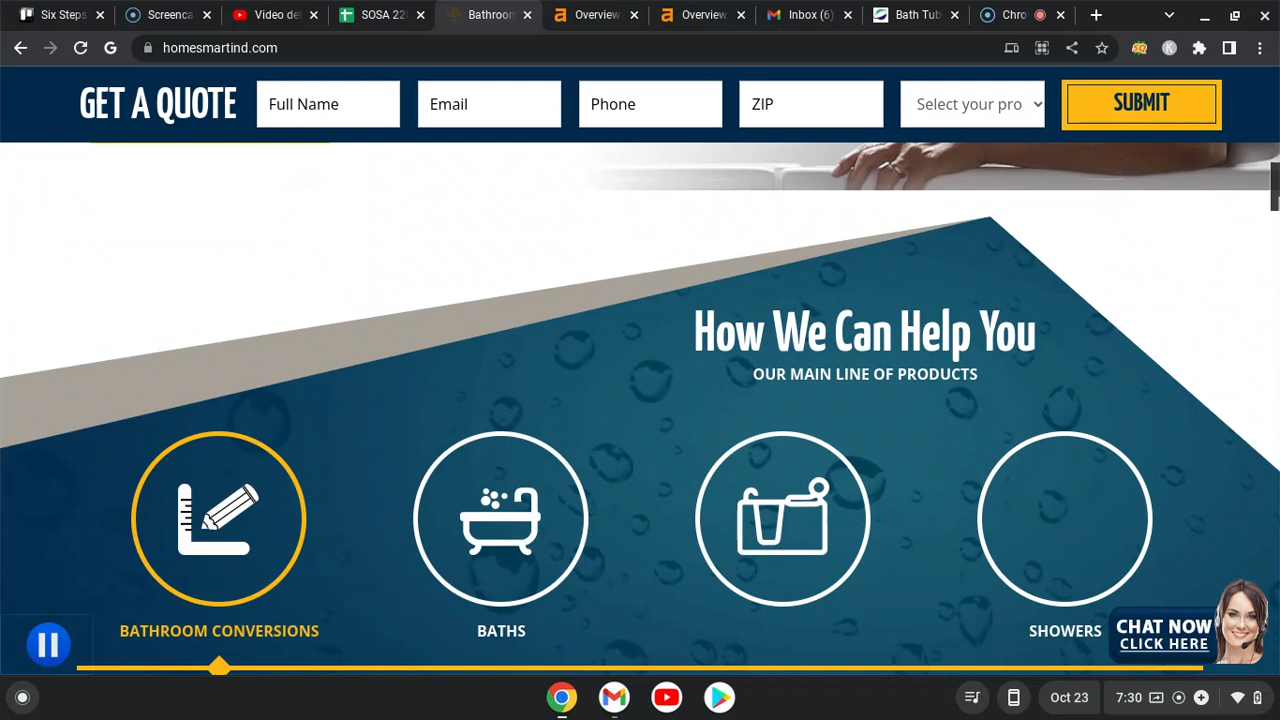 Six Steps
Screenca
Video de
SOSA 22
Bathroom
Overview
Overview
Inbox (6)
Bath Tub
Chro
homesmartind.com
GET A QUOTE
Full Name
Email
Phone
ZIP
Select your pro
SUBMIT
How We Can Help You
OUR MAIN LINE OF PRODUCTS
BATHROOM CONVERSIONS
BATHS
SHOWERS
CHAT NOW
CLICK HERE
Oct 23
7:30